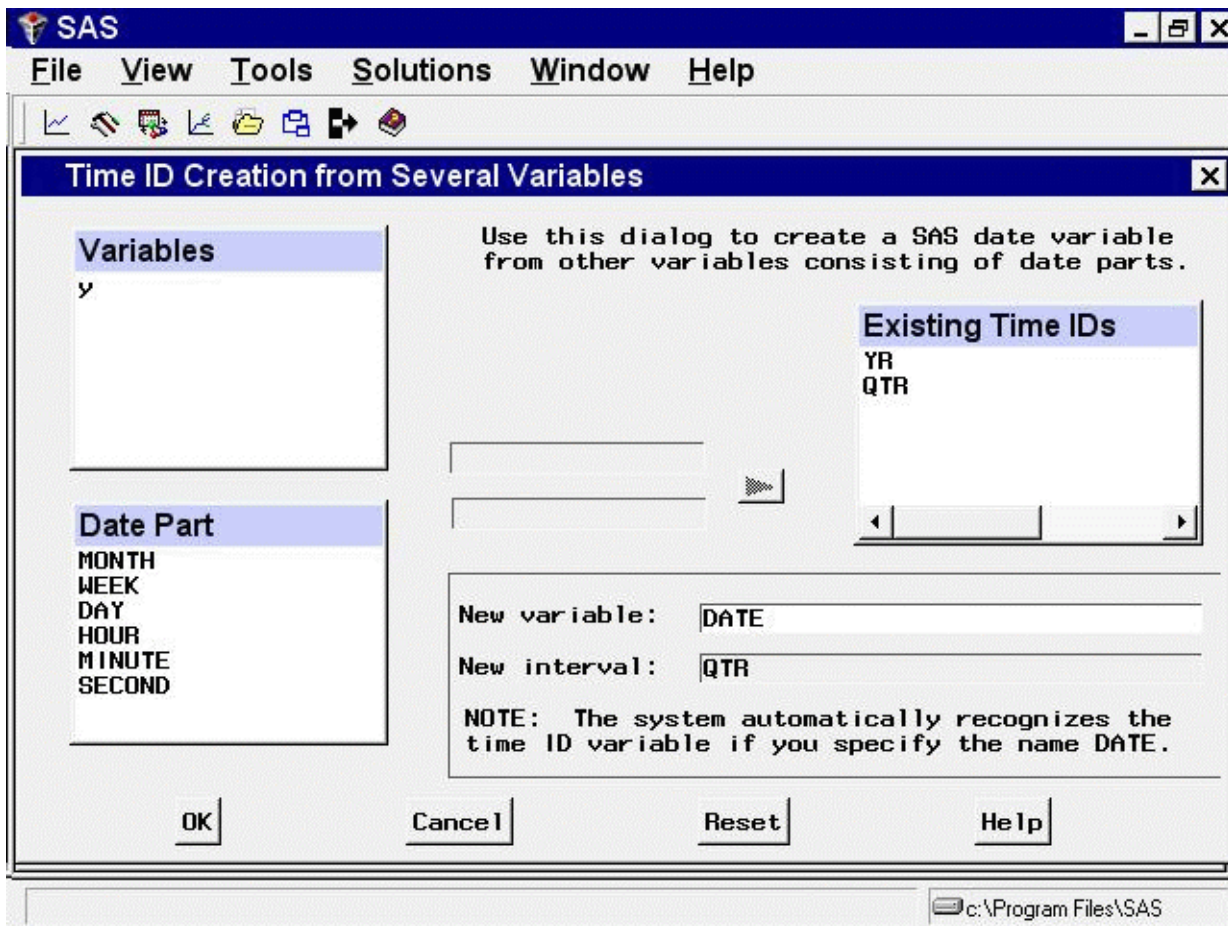 SAS
File View Tools Solutions Window Help
Time ID Creation from Several Variables
Variables
y
Use this dialog to create a SAS date variable
from other variables consisting of date parts.
Existing Time IDs
YR
QTR
Date Part
MONTH
WEEK
DAY
HOUR
MINUTE
SECOND
New variable: DATE
New interval: QTR
NOTE: The system automatically recognizes the
time ID variable if you specify the name DATE.
OK Cancel Reset Help
c:\Program Files\SAS